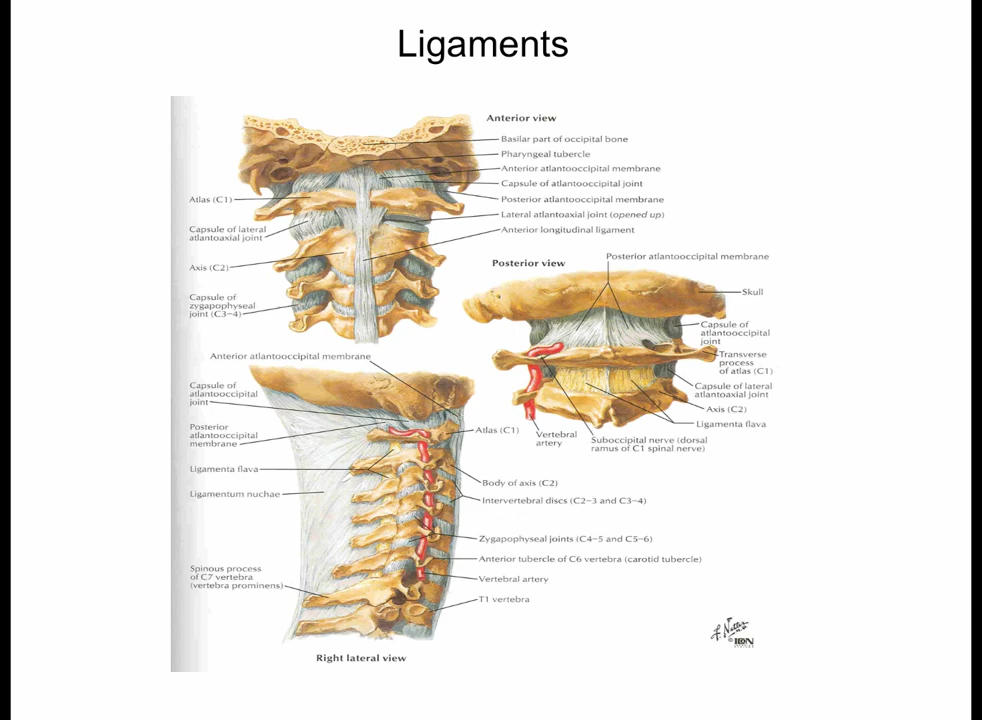 Ligaments
Anterior view
Basilar part of occipital bone
Pharyngeal tubercle
Anterior atlantooccipital membrane
Capsule of atlantooccipital joint
Posterior atlantooccipital membrane
Lateral atlantoaxial joint (opened up)
Anterior longitudinal ligament
Atlas (C1)
Capsule of lateral
atlantoaxial joint
Axis (C2)
Capsule of
zygapophyseal
joint (C3–4)
Posterior view
Posterior atlantooccipital membrane
Skull
Capsule of
atlantooccipital
joint
Transverse
process
of atlas (C1)
Capsule of lateral
atlantoaxial joint
Axis (C2)
Ligamenta flava
Vertebral
artery
Suboccipital nerve (dorsal
ramus of C1 spinal nerve)
Anterior atlantooccipital membrane
Capsule of
atlantooccipital
joint
Posterior
atlantooccipital
membrane
Ligamenta flava
Ligamentum nuchae
Spinous process
of C7 vertebra
(vertebra prominens)
Atlas (C1)
Body of axis (C2)
Intervertebral discs (C2–3 and C3–4)
Zygapophyseal joints (C4–5 and C5–6)
Anterior tubercle of C6 vertebra (carotid tubercle)
Vertebral artery
T1 vertebra
Right lateral view
F. Netter